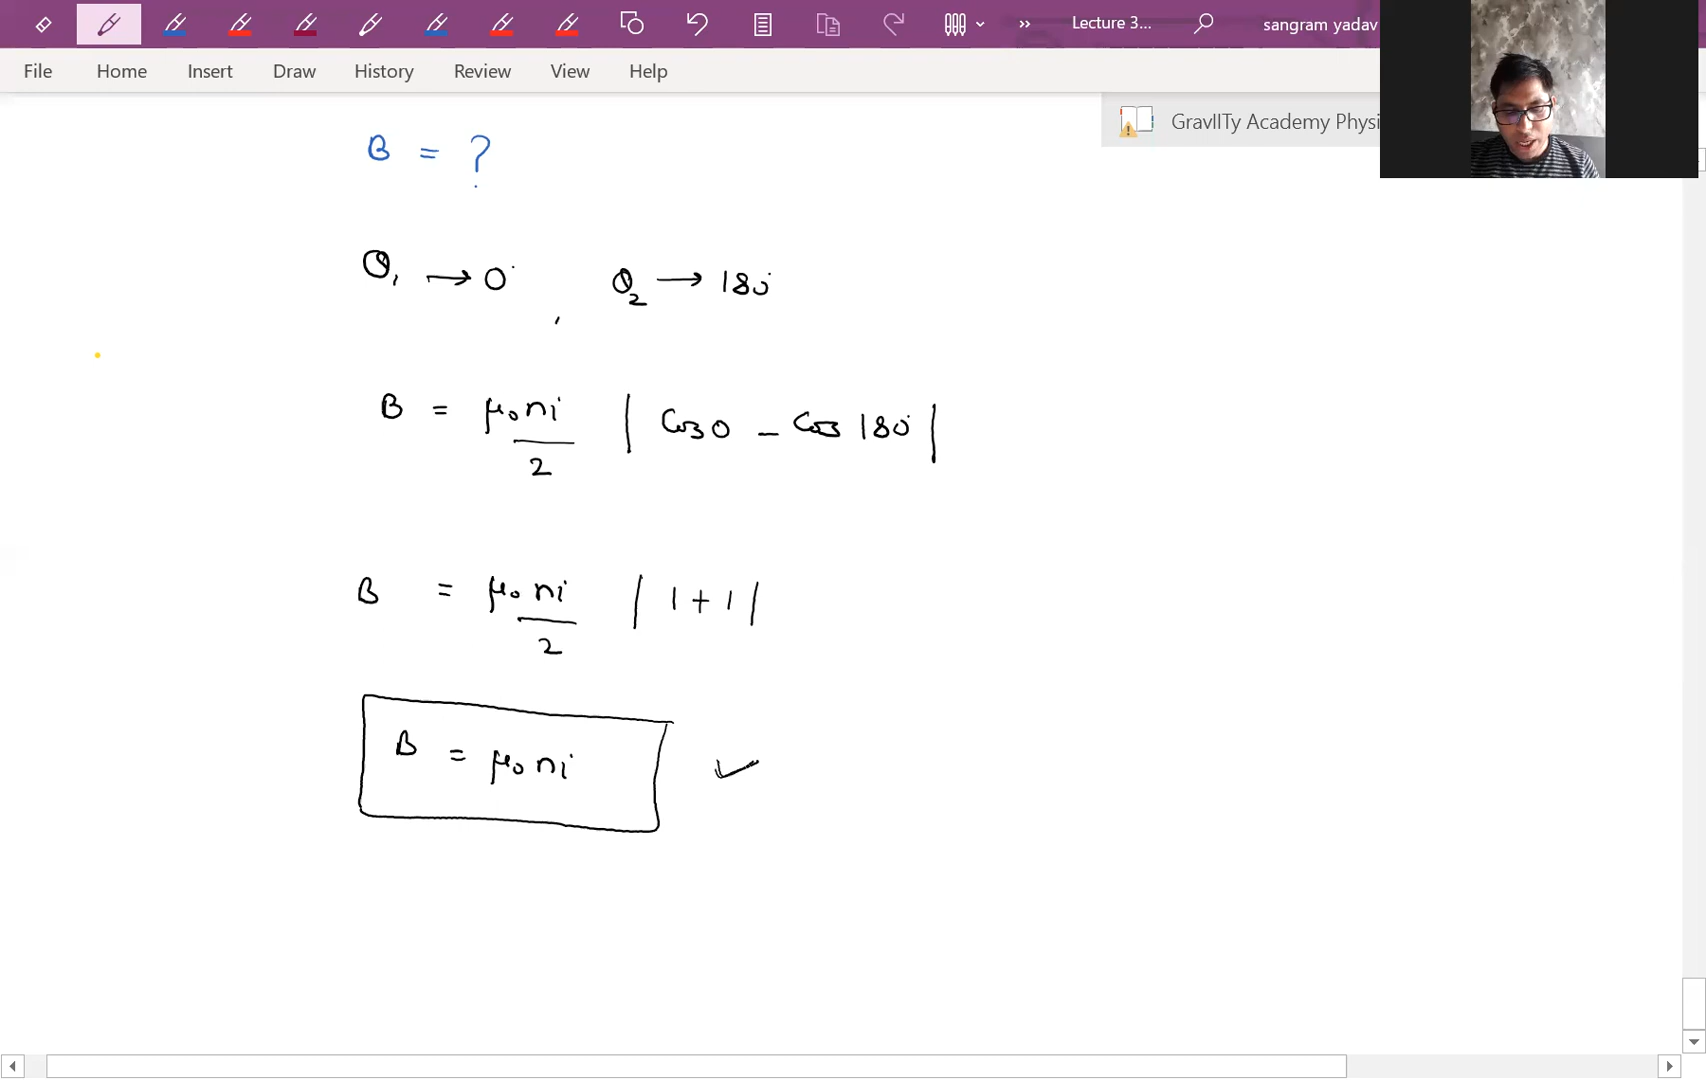 Lecture 3...
sangram yadav
File Home Insert Draw History Review View Help
GravIITy Academy Physi
B = ?
θ₁ → 0° , θ₂ → 180°
B = μ₀ni/2 | Cos 0 - Cos 180° |
B = μ₀ni/2 | 1 + 1 |
B = μ₀ni ✓